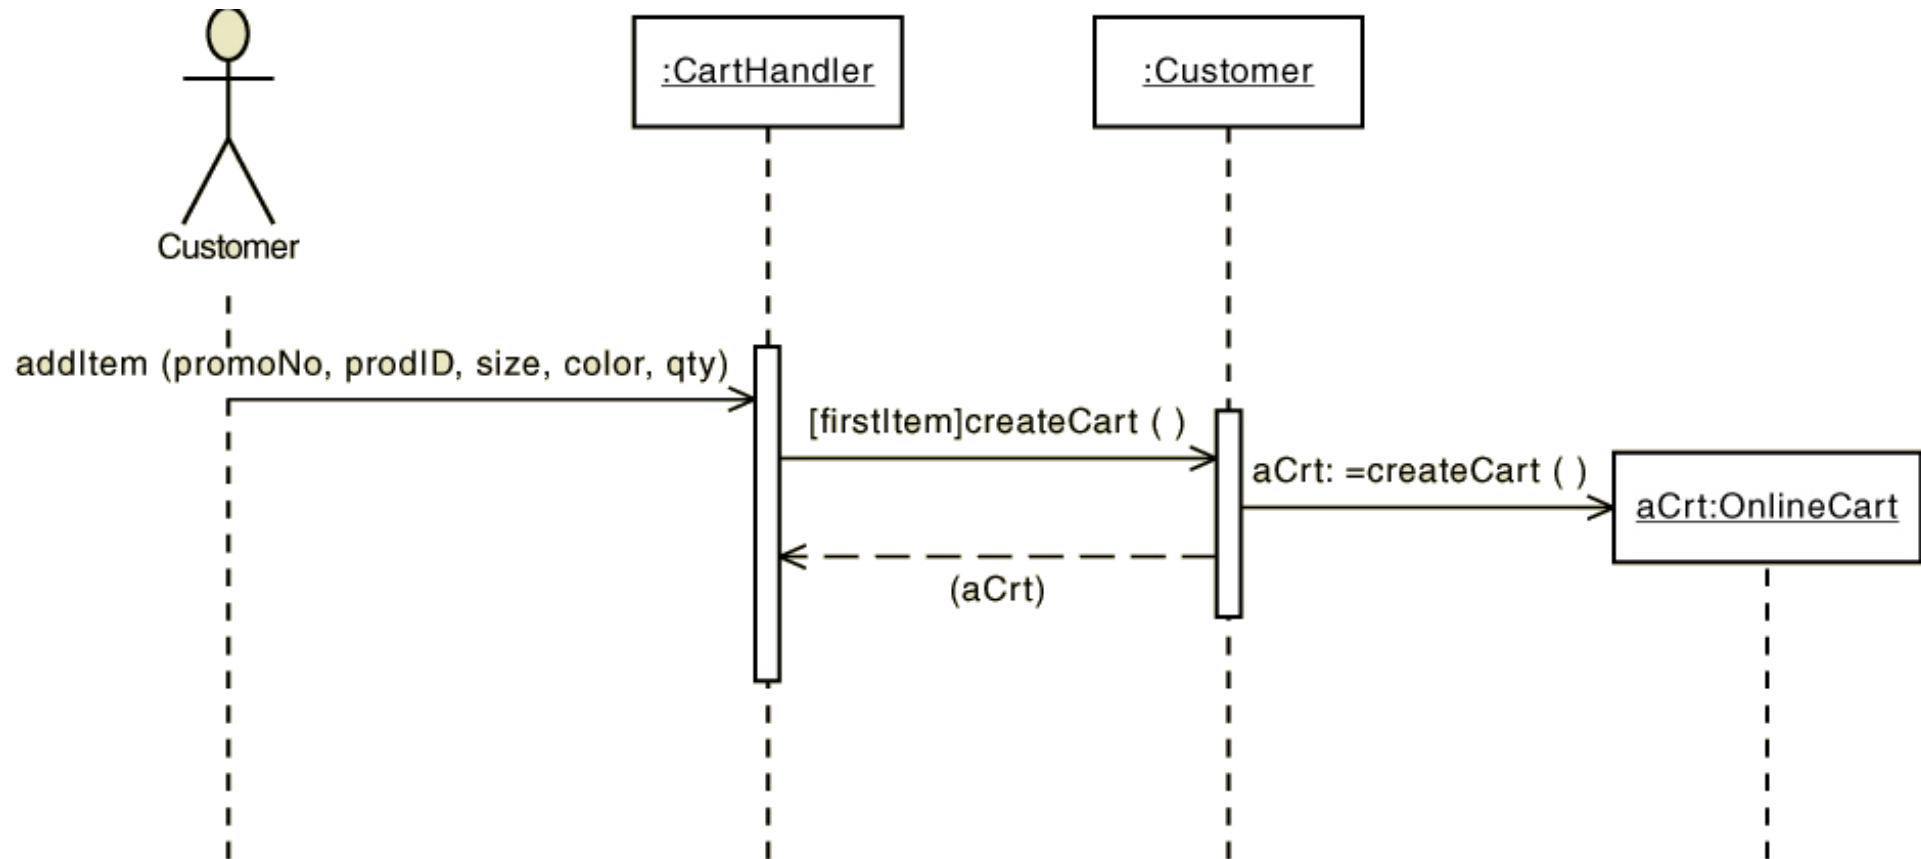 :CartHandler
:Customer
Customer
addItem (promoNo, prodID, size, color, qty)
[firstItem]createCart ( )
aCrt: =createCart ( )
aCrt:OnlineCart
(aCrt)